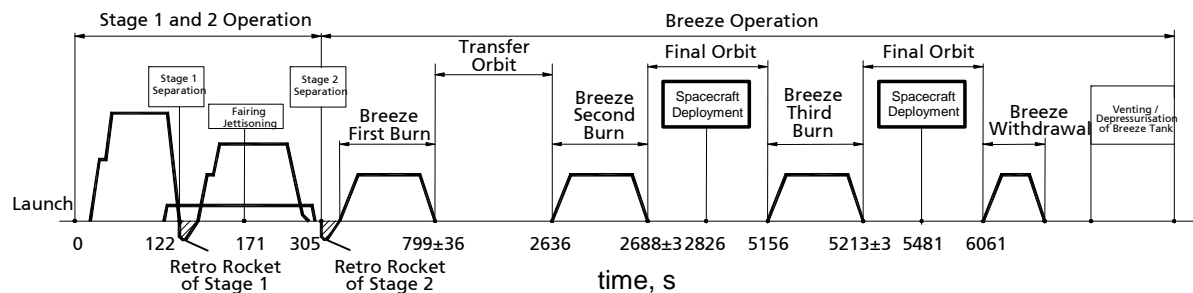 Stage 1 and 2 Operation
Breeze Operation
Transfer
Orbit
Final Orbit
Final Orbit
Stage 1
Separation
Stage 2
Separation
Fairing
Jettisoning
Breeze
First Burn
Breeze
Second
Burn
Spacecraft
Deployment
Breeze
Third
Burn
Spacecraft
Deployment
Breeze
Withdrawal
Venting /
Depressurisation
of Breeze Tank
Launch
0 122 171 305 799±36 2636 2688±3 2826 5156 5213±3 5481 6061
Retro Rocket
of Stage 1
Retro Rocket
of Stage 2
time, s